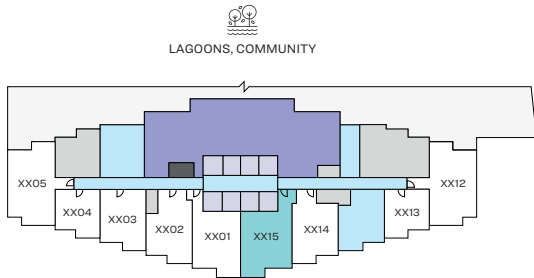 LAGOONS, COMMUNITY
XX05
XX12
XX04
XX03
XX02
XX01
XX15
XX14
XX13